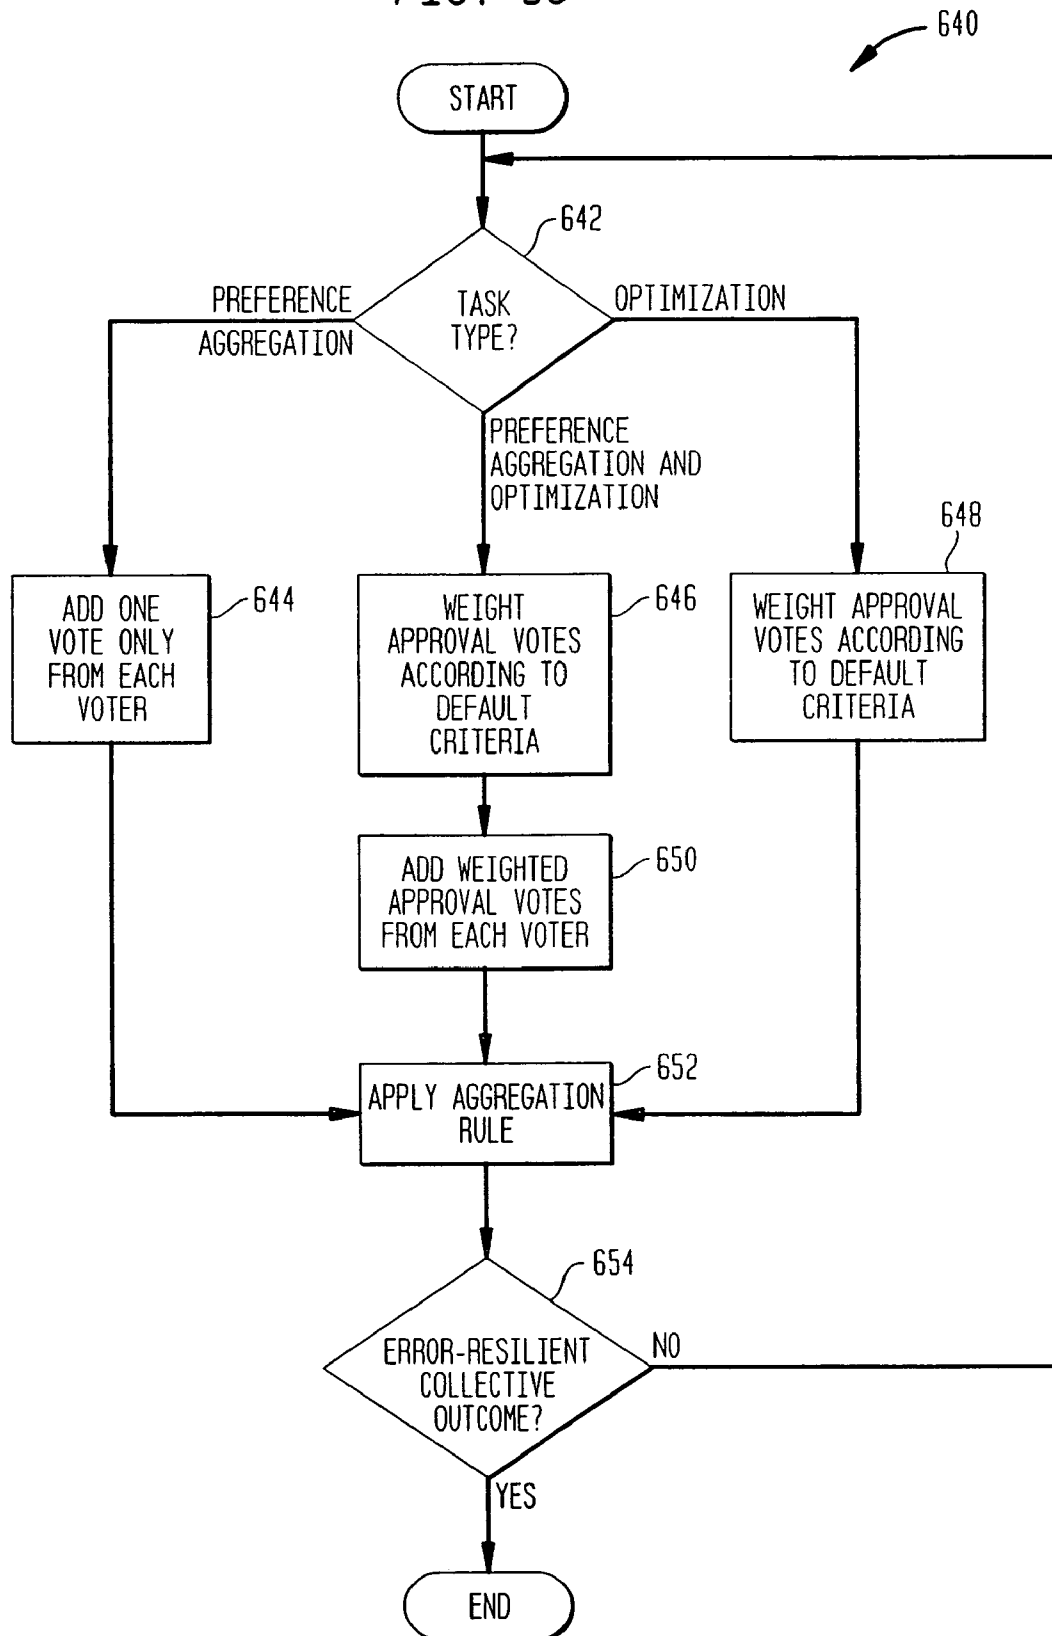 640
START
642
TASK
TYPE?
PREFERENCE
AGGREGATION
OPTIMIZATION
PREFERENCE
AGGREGATION AND
OPTIMIZATION
ADD ONE
VOTE ONLY
FROM EACH
VOTER
644
WEIGHT
APPROVAL VOTES
ACCORDING TO
DEFAULT
CRITERIA
646
WEIGHT APPROVAL
VOTES ACCORDING
TO DEFAULT
CRITERIA
648
ADD WEIGHTED
APPROVAL VOTES
FROM EACH VOTER
650
APPLY AGGREGATION
RULE
652
654
ERROR-RESILIENT
COLLECTIVE
OUTCOME?
NO
YES
END